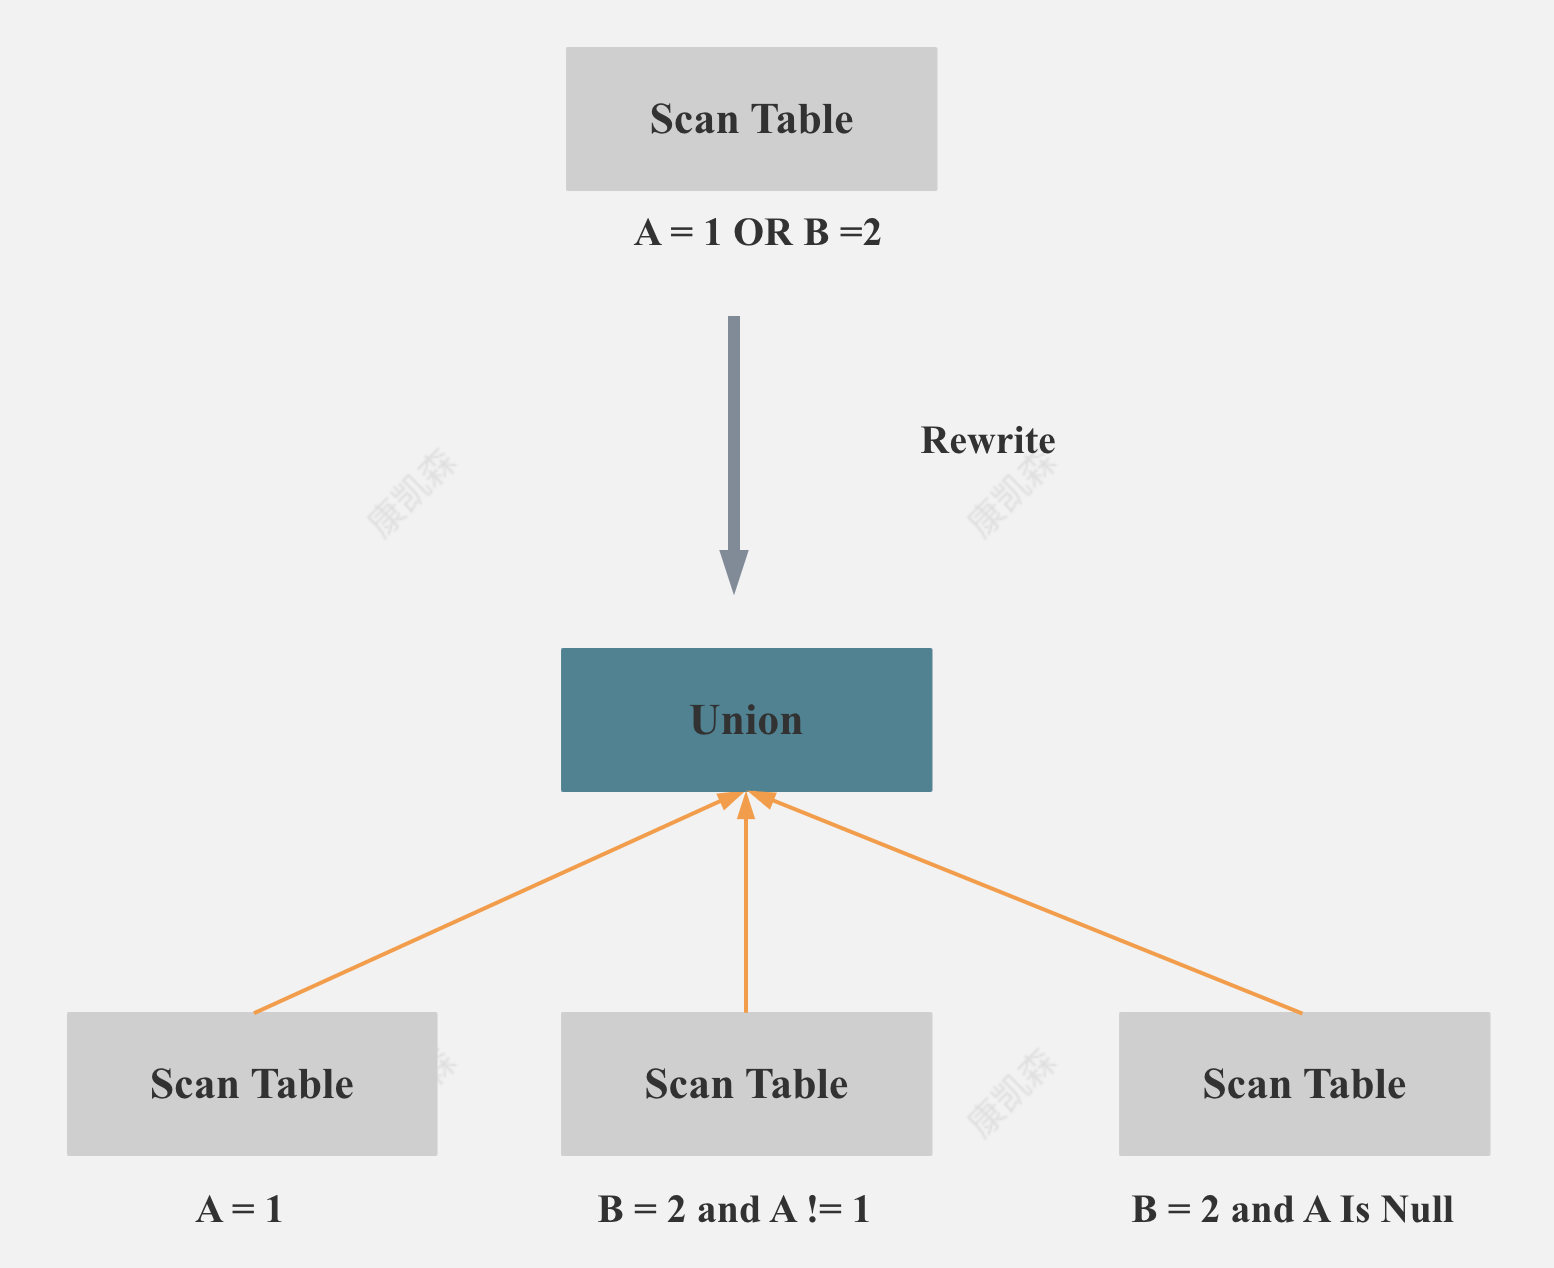 Scan Table
A = 1 OR B =2
Rewrite
康凯森
康凯森
Union
Scan Table
Scan Table
Scan Table
森
康凯森
A = 1
B = 2 and A != 1
B = 2 and A Is Null